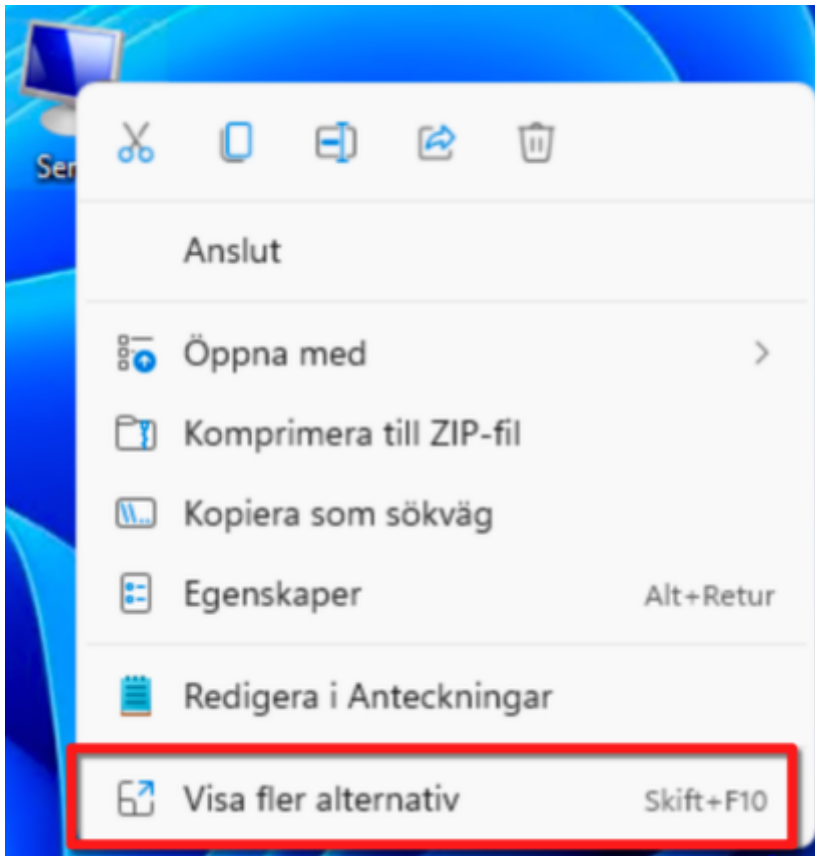 Ser
Anslut
Öppna med
Komprimera till ZIP-fil
Kopiera som sökväg
Egenskaper Alt+Retur
Redigera i Anteckningar
Visa fler alternativ Skift+F10